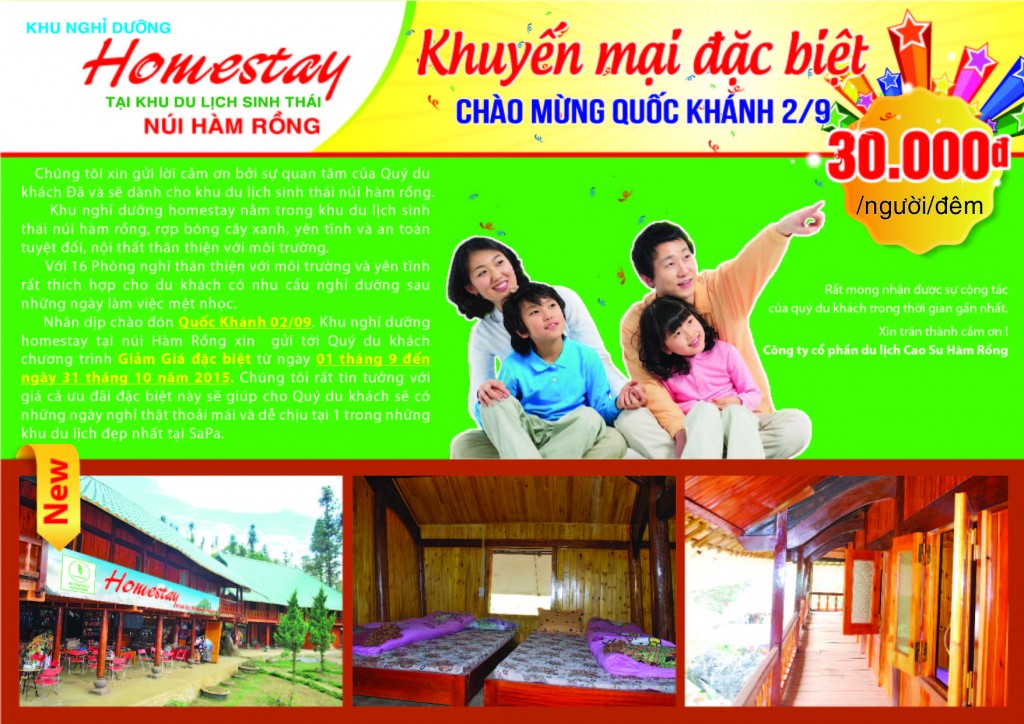 KHU NGHỈ DƯỠNG
Homestay
TẠI KHU DU LỊCH SINH THÁI
NÚI HÀM RỒNG
Khuyến mại đặc biệt
CHÀO MỪNG QUỐC KHÁNH 2/9
30.000đ
/người/đêm
Chúng tôi xin gửi lời cảm ơn bởi sự quan tâm của Quý du
khách Đã và sẽ dành cho khu du lịch sinh thái núi hàm rồng.
Khu nghỉ dưỡng homestay nằm trong khu du lịch sinh
thái núi hàm rồng, rợp bóng cây xanh, yên tĩnh và an toàn
tuyệt đối, nội thất thân thiện với môi trường.
Với 16 Phòng nghỉ thân thiện với môi trường và yên tĩnh
rất thích hợp cho du khách có nhu cầu nghỉ dưỡng sau
những ngày làm việc mệt nhọc.
Nhân dịp chào đón Quốc Khánh 02/09. Khu nghỉ dưỡng
homestay tại núi Hàm Rồng xin gửi tới Quý du khách
chương trình Giảm Giá đặc biệt từ ngày 01 tháng 9 đến
ngày 31 tháng 10 năm 2015. Chúng tôi rất tin tưởng với
giá cả ưu đãi đặc biệt này sẽ giúp cho Quý du khách sẽ có
những ngày nghỉ thật thoải mái và dễ chịu tại 1 trong những
khu du lịch đẹp nhất tại SaPa.
Rất mong nhận được sự cộng tác
của quý du khách trong thời gian gần nhất.
Xin trân thành cảm ơn !
Công ty cổ phần du lịch Cao Su Hàm Rồng
New
Homestay